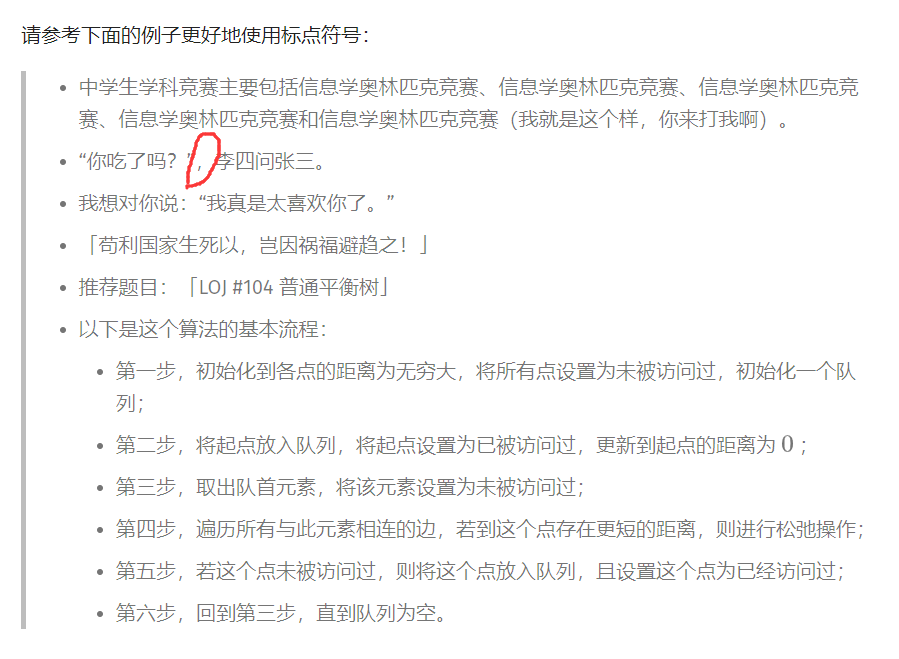 请参考下面的例子更好地使用标点符号：
中学生学科竞赛主要包括信息学奥林匹克竞赛、信息学奥林匹克竞赛、信息学奥林匹克竞
赛、信息学奥林匹克竞赛和信息学奥林匹克竞赛（我就是这个样，你来打我啊）。
“你吃了吗？”，李四问张三。
我想对你说：“我真是太喜欢你了。”
「苟利国家生死以，岂因祸福避趋之！」
推荐题目：「LOJ #104 普通平衡树」
以下是这个算法的基本流程：
第一步，初始化到各点的距离为无穷大，将所有点设置为未被访问过，初始化一个队
列；
第二步，将起点放入队列，将起点设置为已被访问过，更新到起点的距离为 0；
第三步，取出队首元素，将该元素设置为未被访问过；
第四步，遍历所有与此元素相连的边，若到这个点存在更短的距离，则进行松弛操作；
第五步，若这个点未被访问过，则将这个点放入队列，且设置这个点为已经访问过；
第六步，回到第三步，直到队列为空。